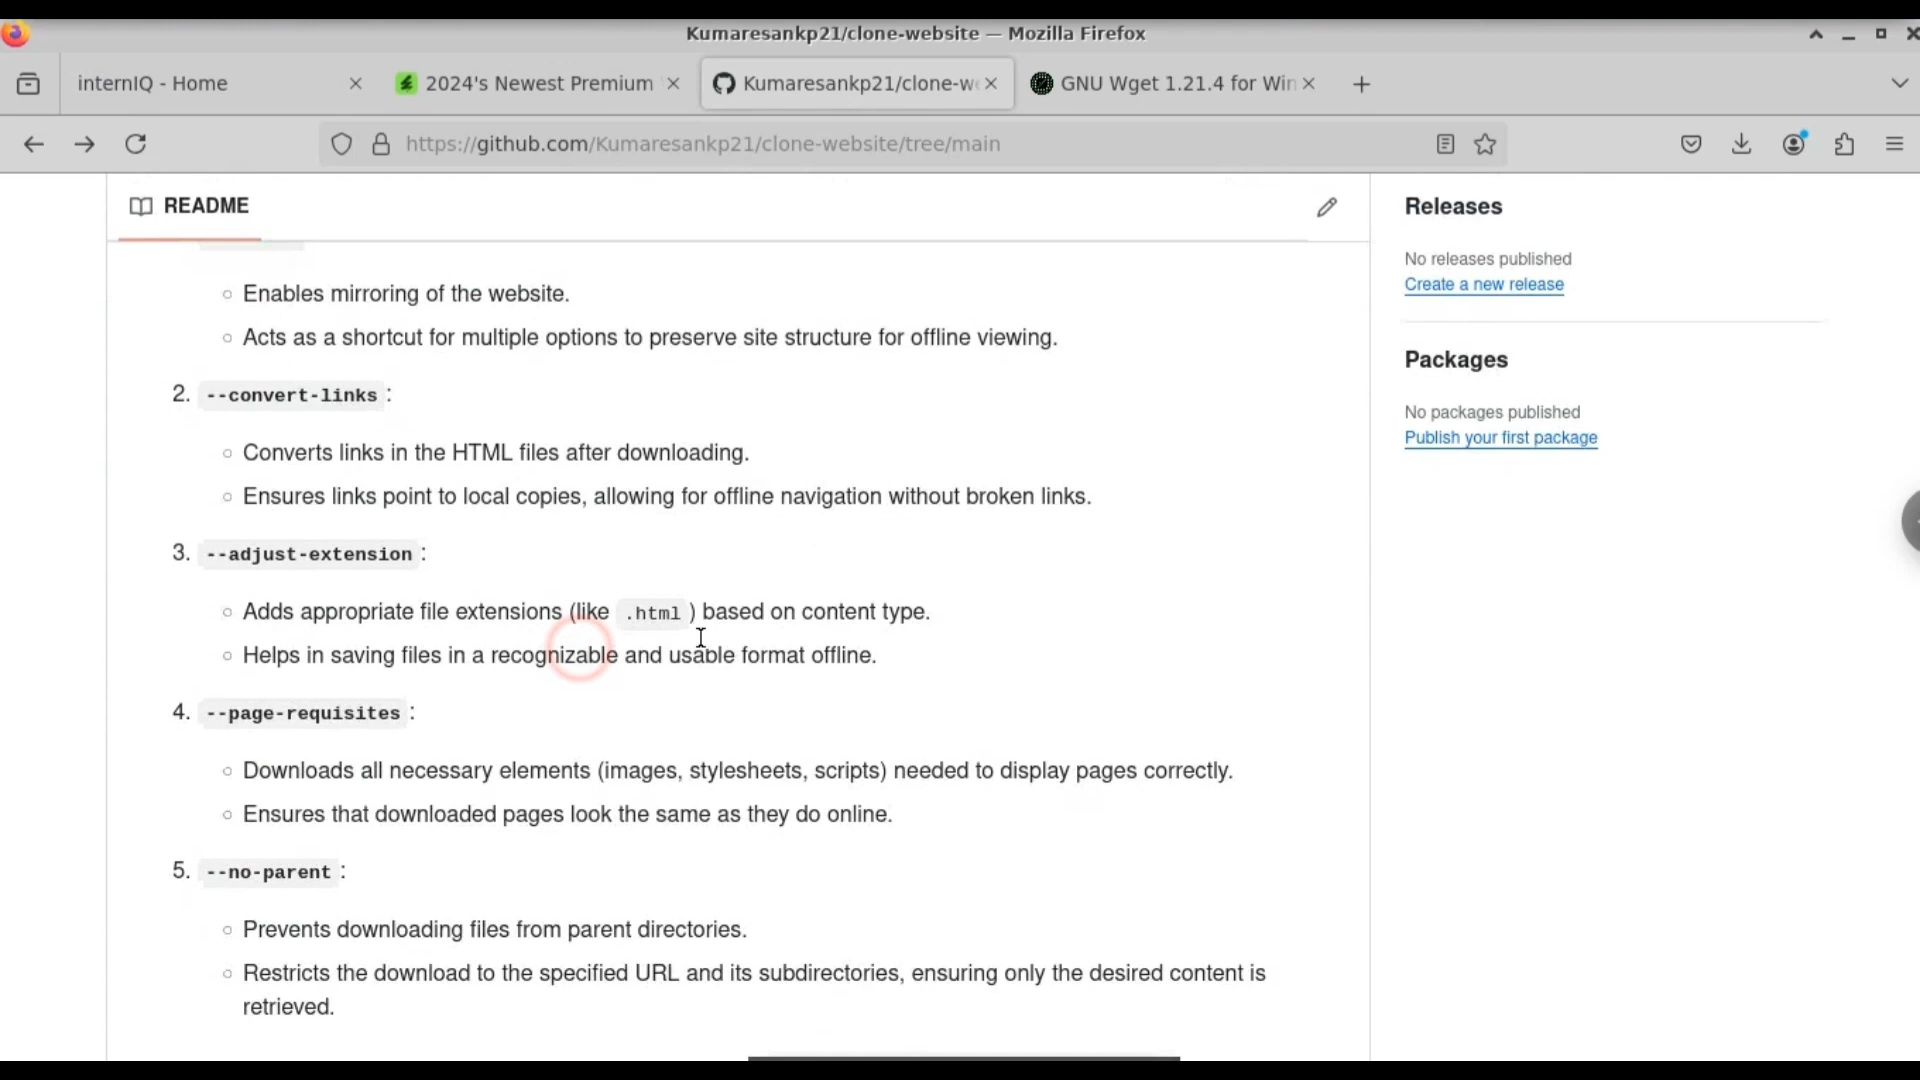 Kumaresankp21/clone-website — Mozilla Firefox
internIQ - Home
2024's Newest Premium
Kumaresankp21/clone-we
GNU Wget 1.21.4 for Win
https://github.com/Kumaresankp21/clone-website/tree/main
README
Enables mirroring of the website.
Acts as a shortcut for multiple options to preserve site structure for offline viewing.
2. --convert-links :
Converts links in the HTML files after downloading.
Ensures links point to local copies, allowing for offline navigation without broken links.
3. --adjust-extension :
Adds appropriate file extensions (like .html ) based on content type.
Helps in saving files in a recognizable and usable format offline.
4. --page-requisites :
Downloads all necessary elements (images, stylesheets, scripts) needed to display pages correctly.
Ensures that downloaded pages look the same as they do online.
5. --no-parent :
Prevents downloading files from parent directories.
Restricts the download to the specified URL and its subdirectories, ensuring only the desired content is
retrieved.
Releases
No releases published
Create a new release
Packages
No packages published
Publish your first package